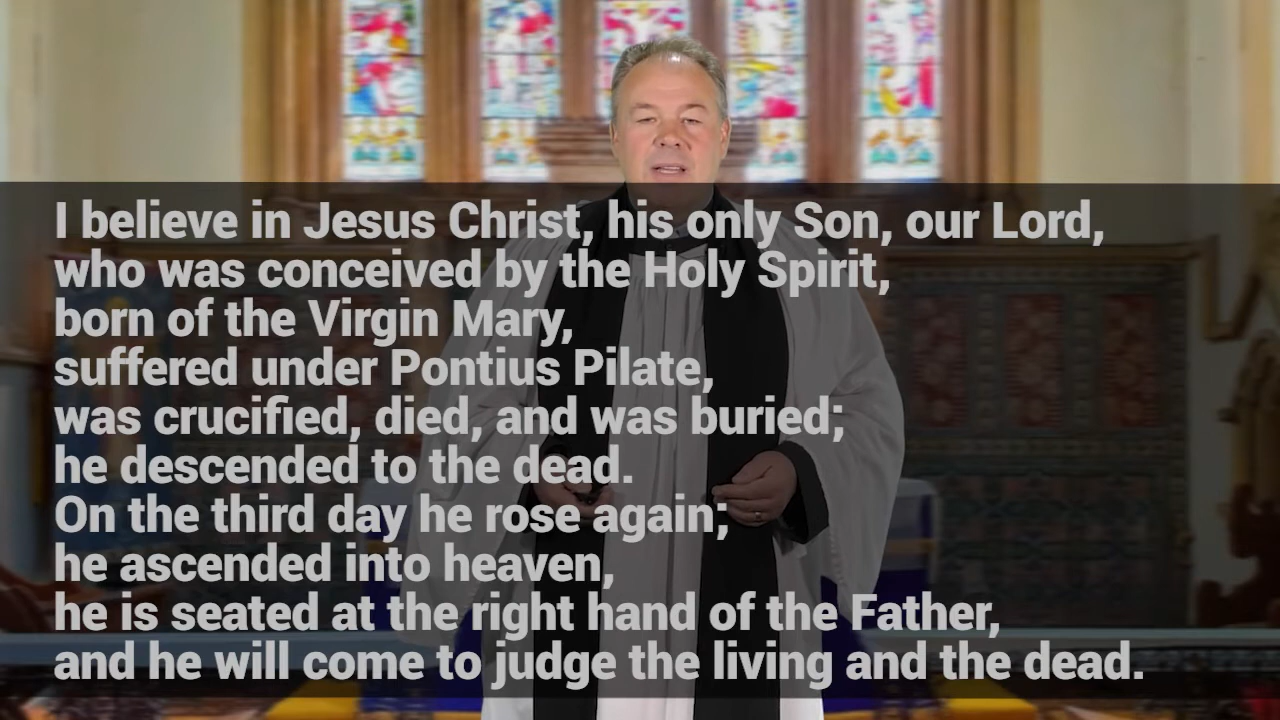 I believe in Jesus Christ, his only Son, our Lord,
who was conceived by the Holy Spirit,
born of the Virgin Mary,
suffered under Pontius Pilate,
was crucified, died, and was buried;
he descended to the dead.
On the third day he rose again;
he ascended into heaven,
he is seated at the right hand of the Father,
and he will come to judge the living and the dead.